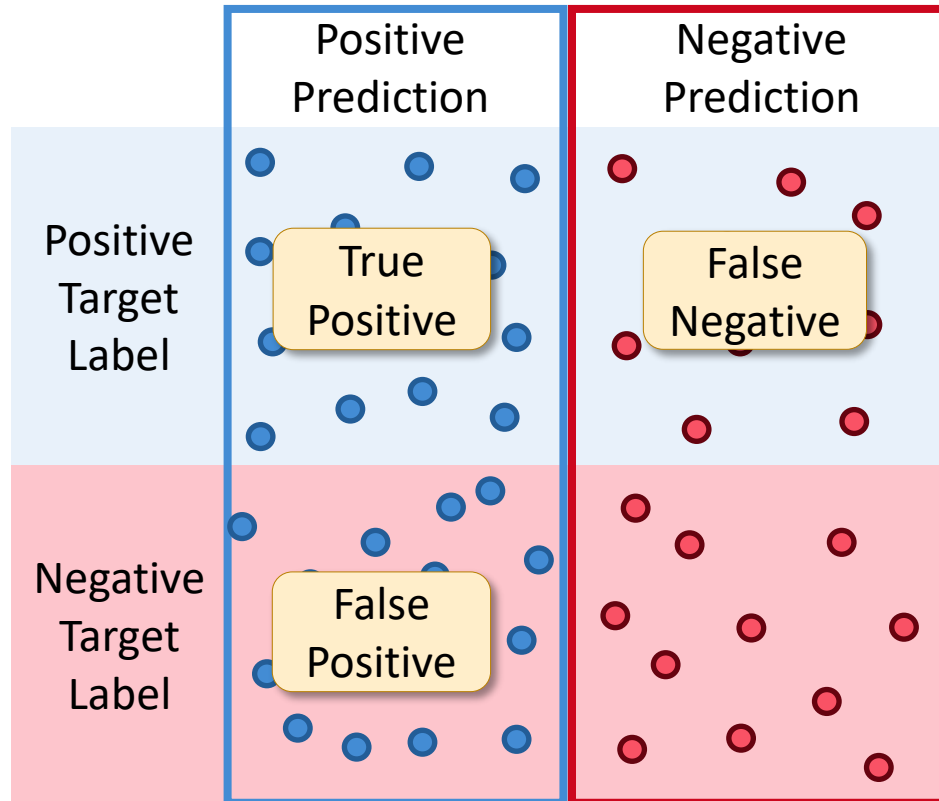 Positive
Prediction
Negative
Prediction
Positive
Target
Label
True
Positive
False
Negative
Negative
Target
Label
False
Positive